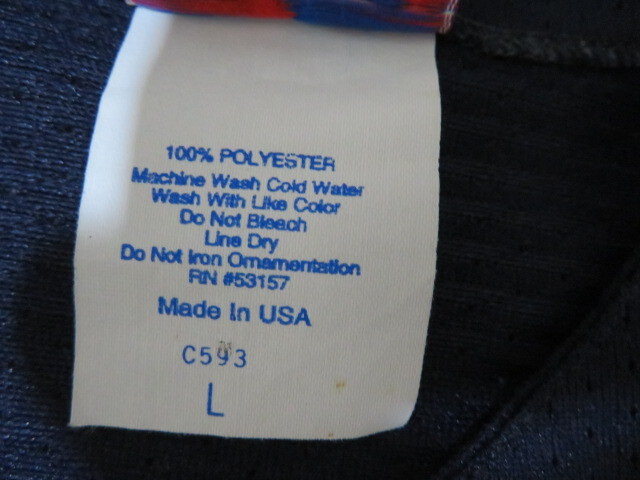 100% POLYESTER
Machine Wash Cold Water
Wash With Like Color
Do Not Bleach
Line Dry
Do Not Iron Ornamentation
RN #53157
Made In USA
C593
L